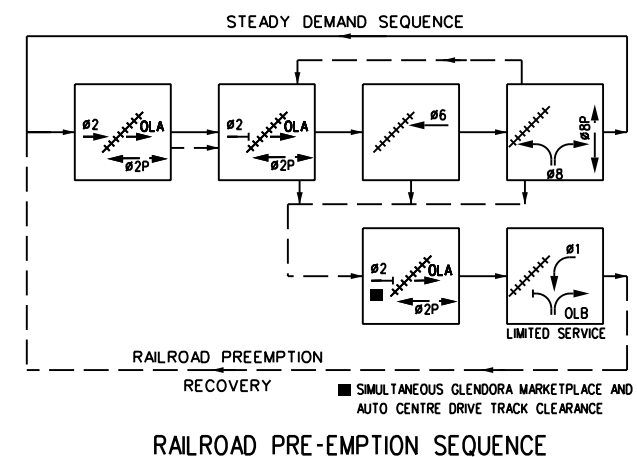 STEADY DEMAND SEQUENCE
ø2 OLA ø2P
ø2 OLA ø2P
ø6
ø8P ø8
ø2 OLA ø2P
ø1 OLB
LIMITED SERVICE
RAILROAD PREEMPTION
RECOVERY
■ SIMULTANEOUS GLENDORA MARKETPLACE AND
AUTO CENTRE DRIVE TRACK CLEARANCE
RAILROAD PRE-EMPTION SEQUENCE